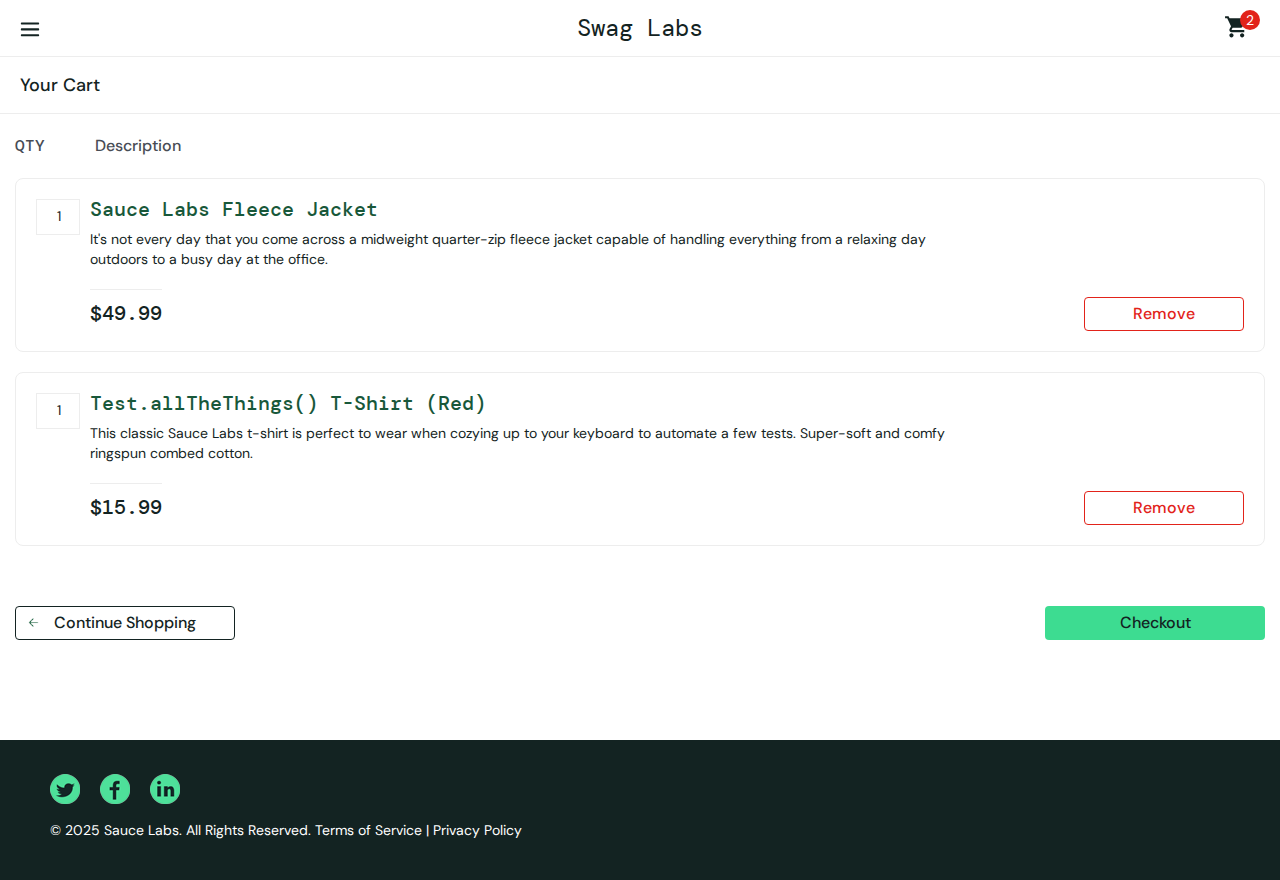 Swag Labs
2
Your Cart
QTY Description
1 Sauce Labs Fleece Jacket
It's not every day that you come across a midweight quarter-zip fleece jacket capable of handling everything from a relaxing day
outdoors to a busy day at the office.
$49.99
Remove
1 Test.allTheThings() T-Shirt (Red)
This classic Sauce Labs t-shirt is perfect to wear when cozying up to your keyboard to automate a few tests. Super-soft and comfy
ringspun combed cotton.
$15.99
Remove
Continue Shopping
Checkout
© 2025 Sauce Labs. All Rights Reserved. Terms of Service | Privacy Policy